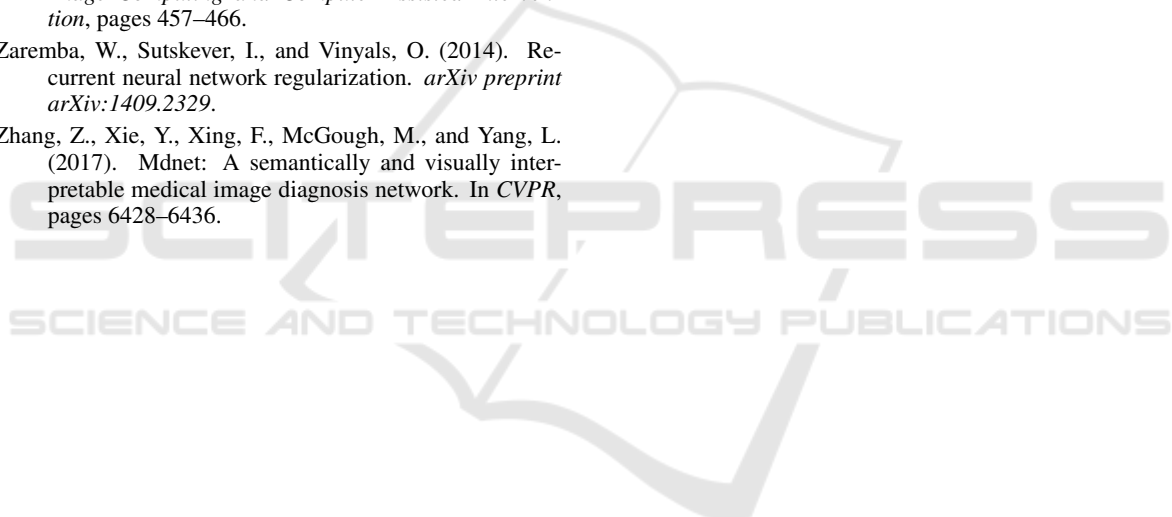 tion, pages 457–466.
Zaremba, W., Sutskever, I., and Vinyals, O. (2014). Re-
current neural network regularization. arXiv preprint
arXiv:1409.2329.
Zhang, Z., Xie, Y., Xing, F., McGough, M., and Yang, L.
(2017). Mdnet: A semantically and visually inter-
pretable medical image diagnosis network. In CVPR,
pages 6428–6436.
SCITEPRESS
SCIENCE AND TECHNOLOGY PUBLICATIONS